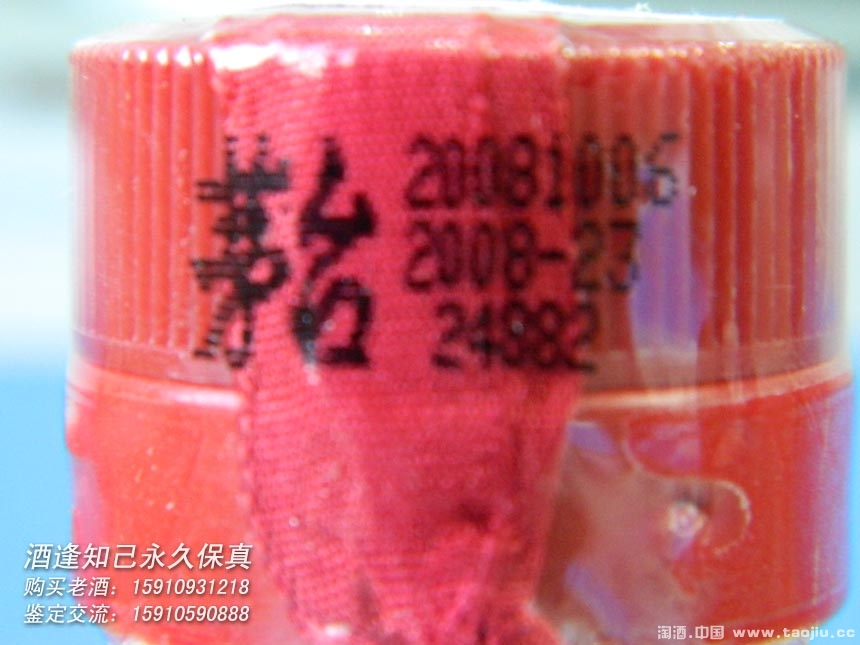 茅台
20081006
2008-23
24882
酒逢知己永久保真
购买老酒：15910931218
鉴定交流：15910590888
淘酒.中国 www.taojiu.cc